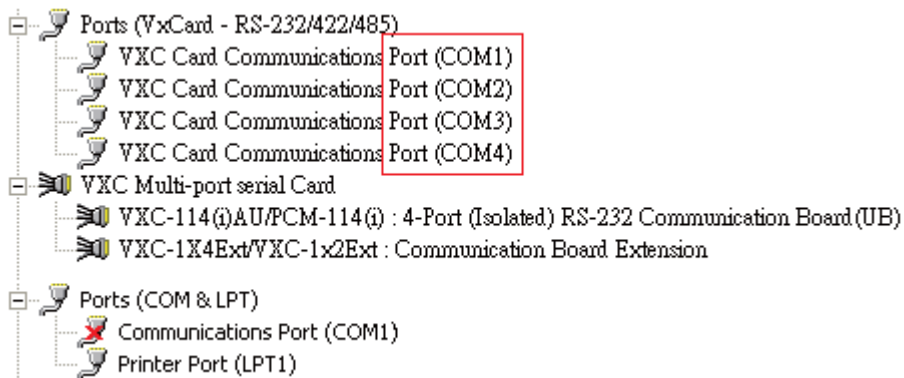 Ports (VxCard - RS-232/422/485)
VXC Card Communications Port (COM1)
VXC Card Communications Port (COM2)
VXC Card Communications Port (COM3)
VXC Card Communications Port (COM4)
VXC Multi-port serial Card
VXC-114(i)AU/PCM-114(i) : 4-Port (Isolated) RS-232 Communication Board (UB)
VXC-1X4Ext/VXC-1x2Ext : Communication Board Extension
Ports (COM & LPT)
Communications Port (COM1)
Printer Port (LPT1)